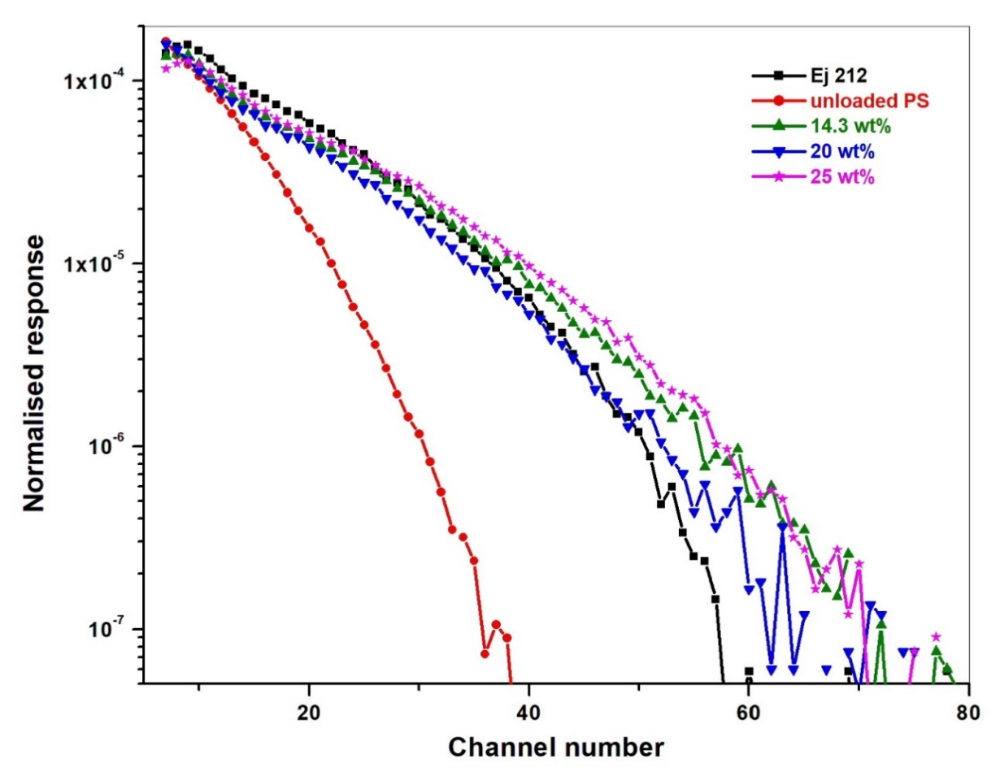 Ej 212
unloaded PS
14.3 wt%
20 wt%
25 wt%
Normalised response
1x10⁻⁴
1x10⁻⁵
10⁻⁶
10⁻⁷
20 40 60 80
Channel number